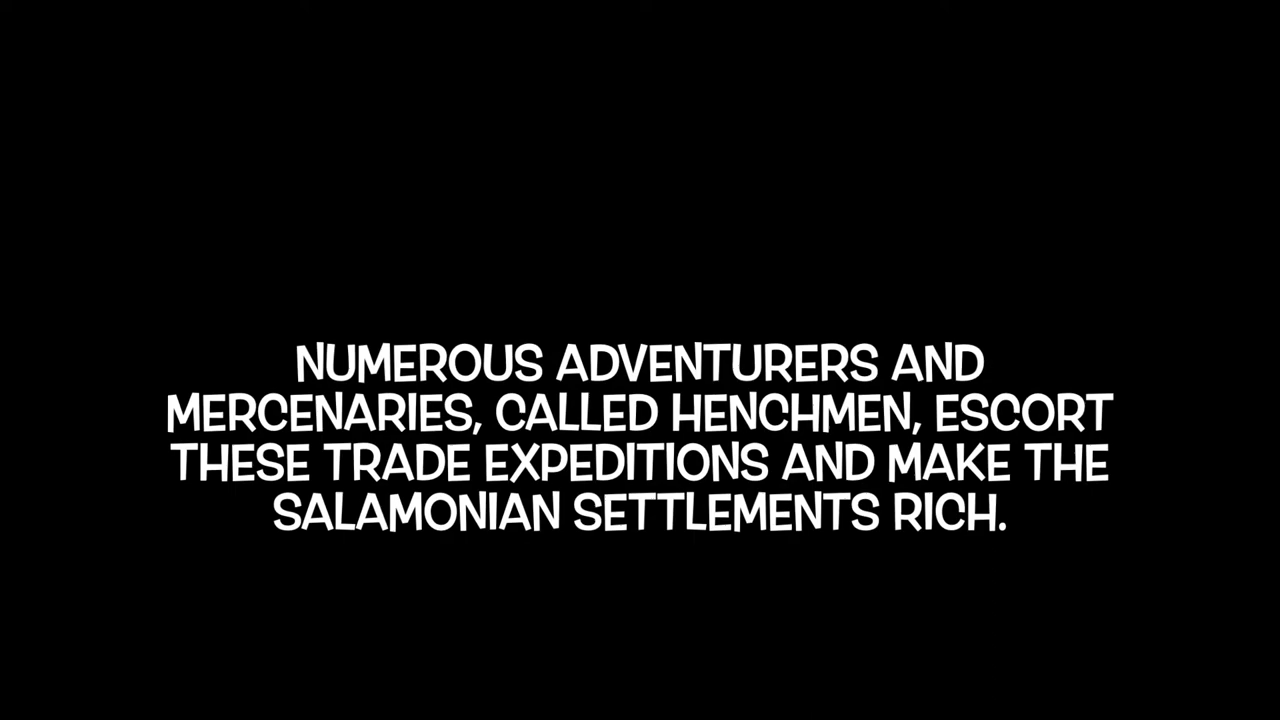 NUMEROUS ADVENTURERS AND
MERCENARIES, CALLED HENCHMEN, ESCORT
THESE TRADE EXPEDITIONS AND MAKE THE
SALAMONIAN SETTLEMENTS RICH.